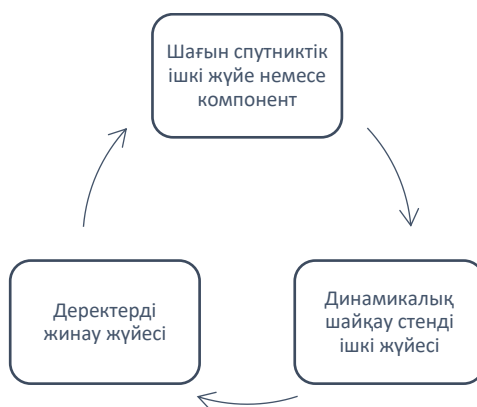 Шағын спутниктік
ішкі жүйе немесе
компонент
Деректерді
жинау жүйесі
Динамикалық
шайқау стенді
ішкі жүйесі